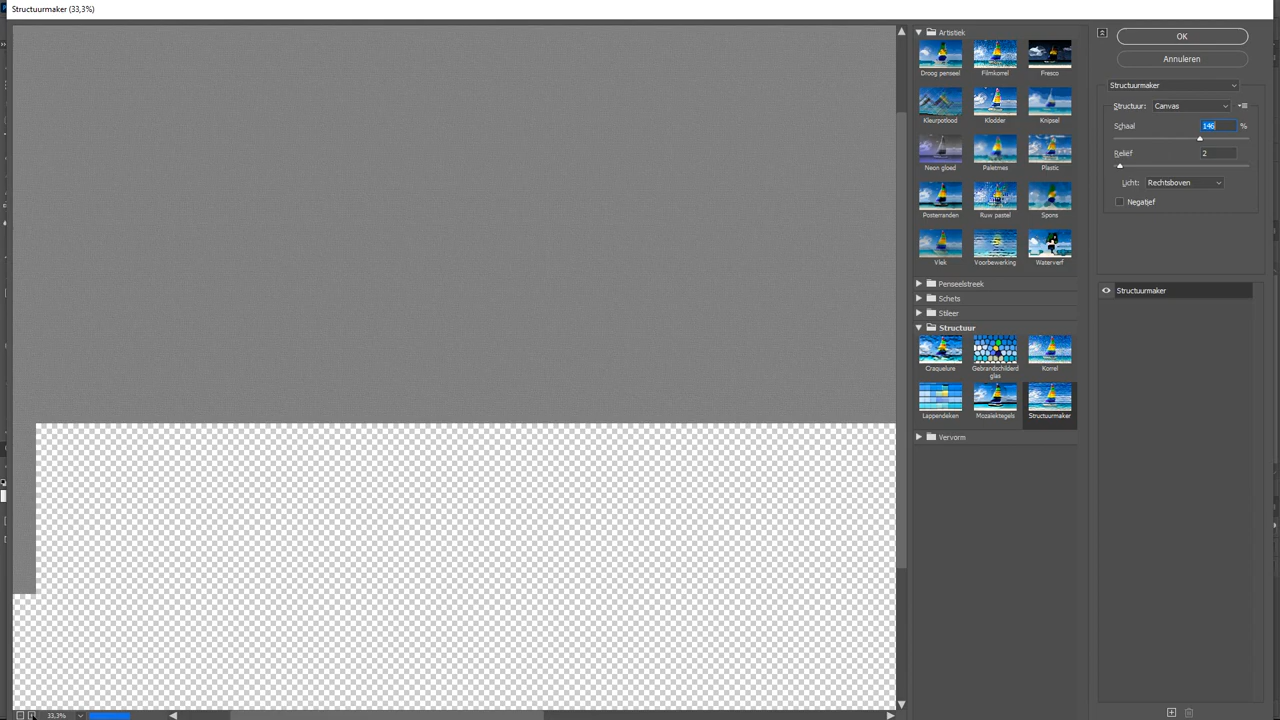 Structuurmaker (33,3%)
Artistiek
Droog penseel
Filmkorrel
Fresco
Kleurpotlood
Klodder
Knipsel
Neon gloed
Paletmes
Plastic
Posterranden
Ruw pastel
Spons
Vlek
Voorbewerking
Waterverf
Penseelstreek
Schets
Stileer
Structuur
Craquelure
Gebrandschilderd
glas
Korrel
Lappendeken
Mozaïektegels
Structuurmaker
Vervorm
OK
Annuleren
Structuurmaker
Structuur: Canvas
Schaal 146 %
Reliëf 2
Licht: Rechtsboven
Negatief
Structuurmaker
33,3%